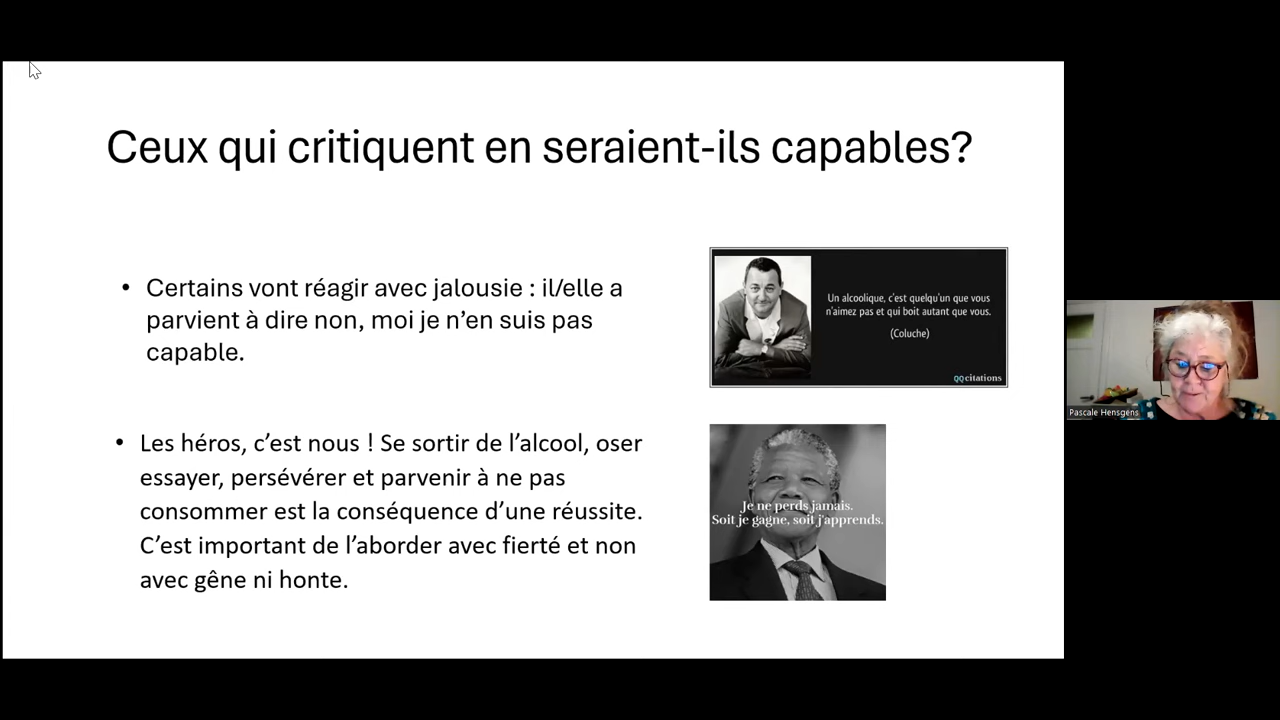 Ceux qui critiquent en seraient-ils capables?
• Certains vont réagir avec jalousie : il/elle a
parvient à dire non, moi je n’en suis pas
capable.
• Les héros, c’est nous ! Se sortir de l’alcool, oser
essayer, persévérer et parvenir à ne pas
consommer est la conséquence d’une réussite.
C’est important de l’aborder avec fierté et non
avec gêne ni honte.
Un alcoolique, c'est quelqu'un que vous
n'aimez pas et qui boit autant que vous.
(Coluche)
QQcitations
Je ne perds jamais.
Soit je gagne, soit j'apprends.
Pascale Hensgens